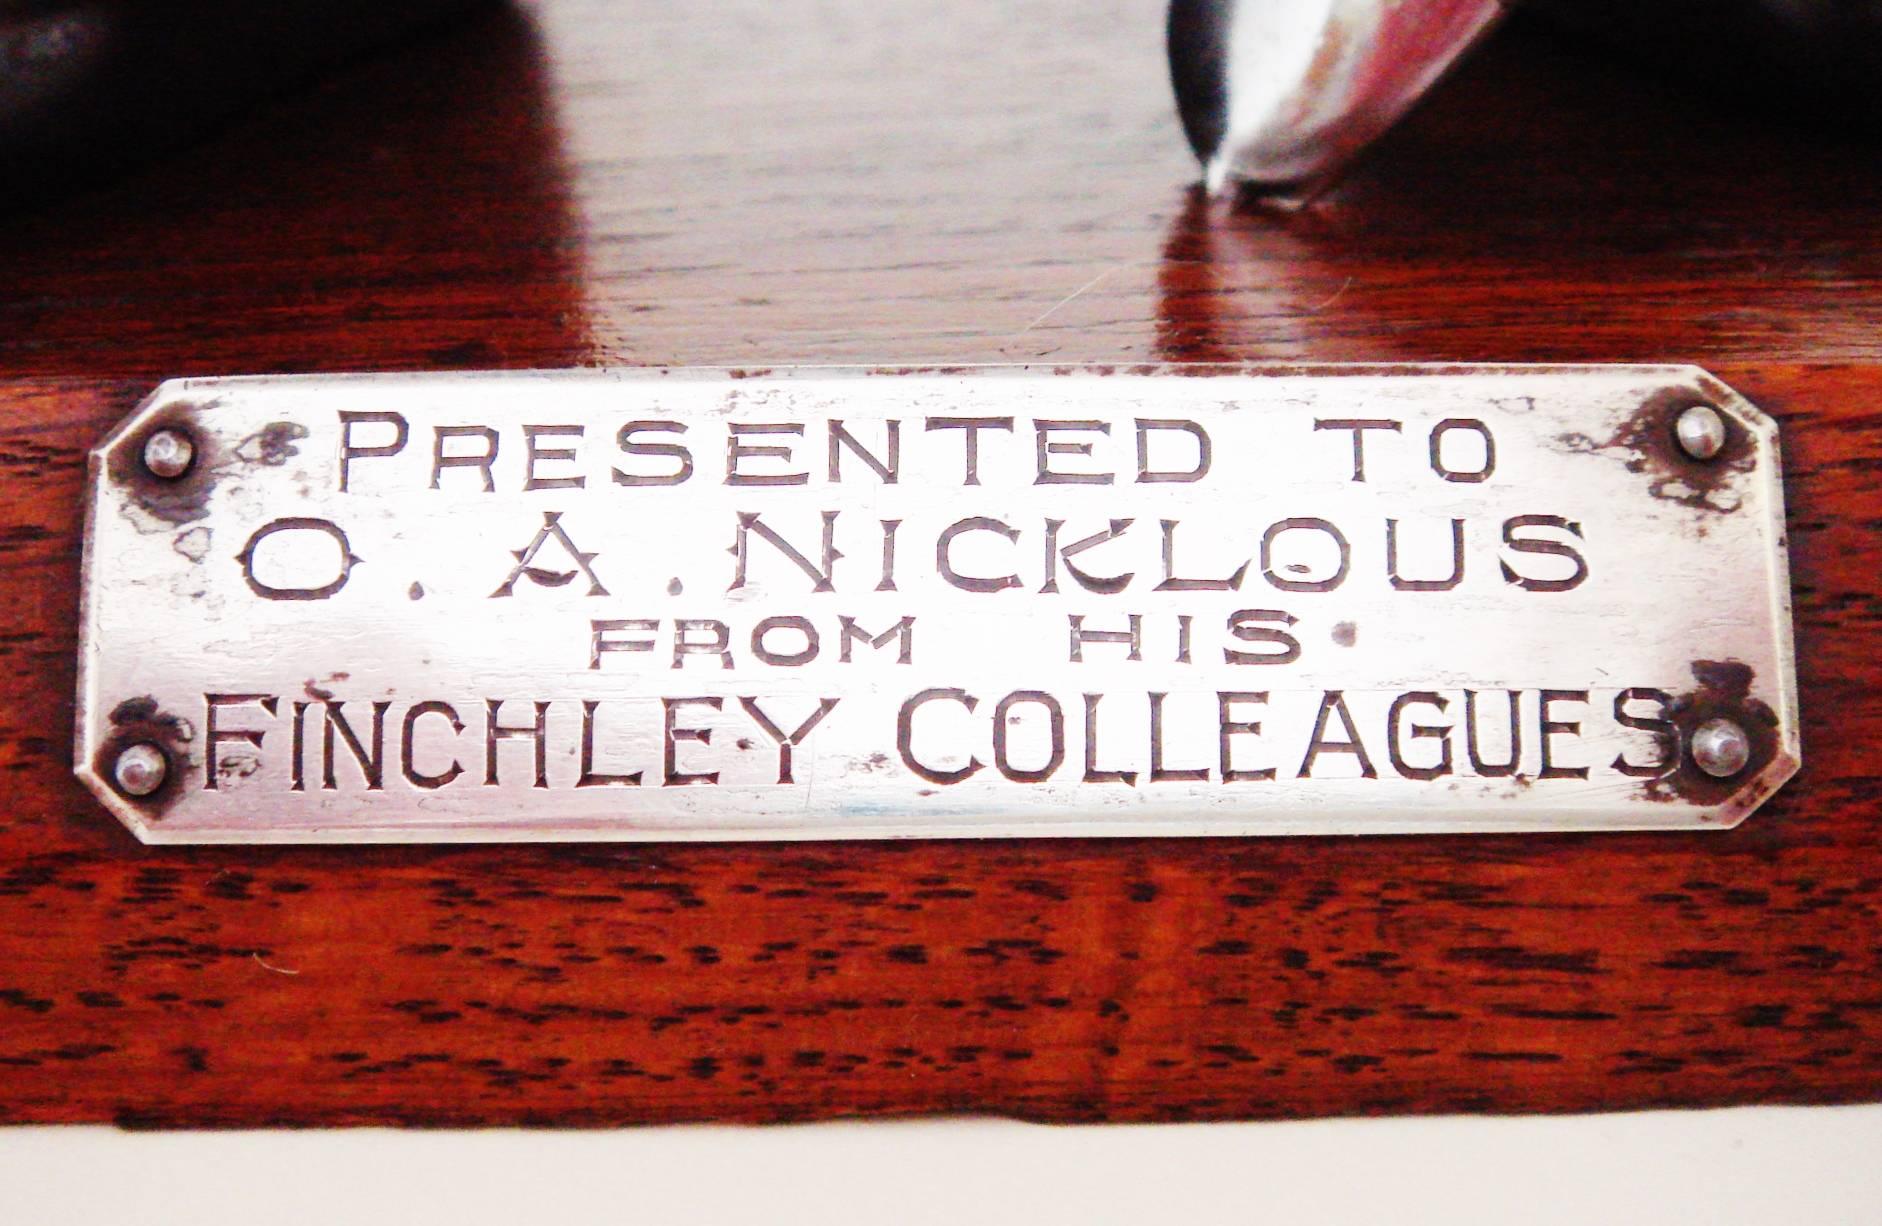 PRESENTED TO
O. A. NICKLOUS
FROM HIS
FINCHLEY COLLEAGUES